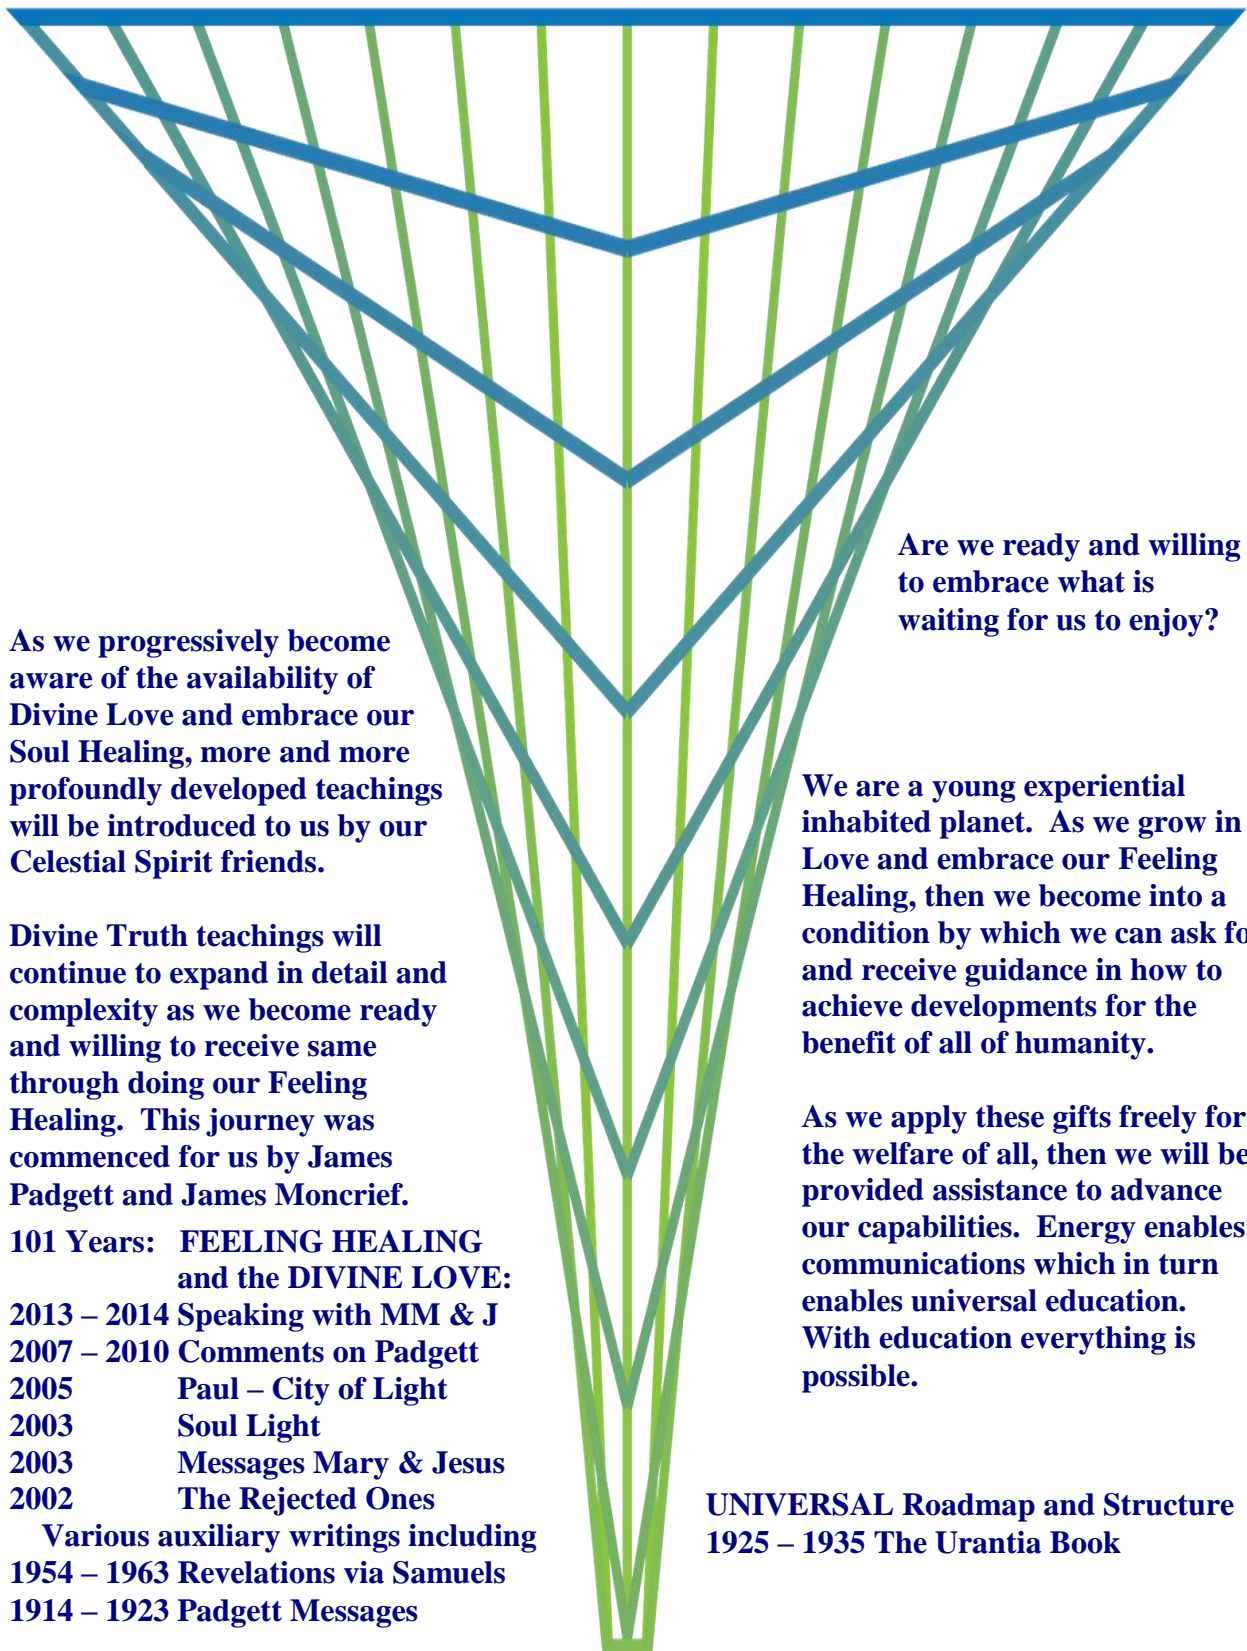 Are we ready and willing
to embrace what is
waiting for us to enjoy?
As we progressively become
aware of the availability of
Divine Love and embrace our
Soul Healing, more and more
profoundly developed teachings
will be introduced to us by our
Celestial Spirit friends.
Divine Truth teachings will
continue to expand in detail and
complexity as we become ready
and willing to receive same
through doing our Feeling
Healing.  This journey was
commenced for us by James
Padgett and James Moncrief.
101 Years:   FEELING HEALING
and the DIVINE LOVE:
2013 – 2014 Speaking with MM & J
2007 – 2010 Comments on Padgett
2005 Paul – City of Light
2003 Soul Light
2003 Messages Mary & Jesus
2002 The Rejected Ones
Various auxiliary writings including
1954 – 1963 Revelations via Samuels
1914 – 1923 Padgett Messages
We are a young experiential
inhabited planet.  As we grow in
Love and embrace our Feeling
Healing, then we become into a
condition by which we can ask fo
and receive guidance in how to
achieve developments for the
benefit of all of humanity.
As we apply these gifts freely for
the welfare of all, then we will be
provided assistance to advance
our capabilities.  Energy enables
communications which in turn
enables universal education.
With education everything is
possible.
UNIVERSAL Roadmap and Structure
1925 – 1935 The Urantia Book